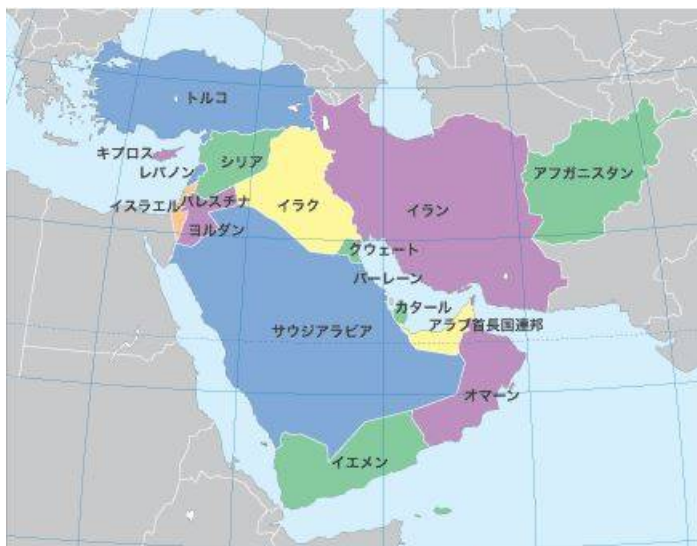 トルコ
キプロス
シリア
レバノン
アフガニスタン
イスラエル
パレスチナ
イラク
イラン
ヨルダン
クウェート
バーレーン
カタール
アラブ首長国連邦
サウジアラビア
オマーン
イエメン